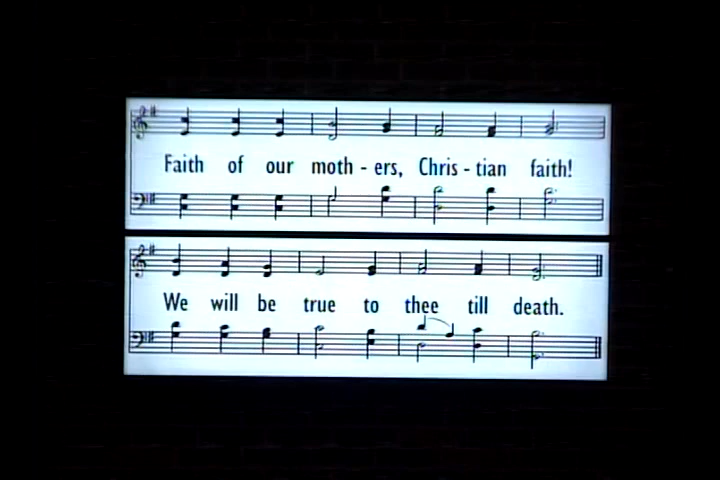 Faith of our moth - ers, Chris - tian faith!
We will be true to thee till death.